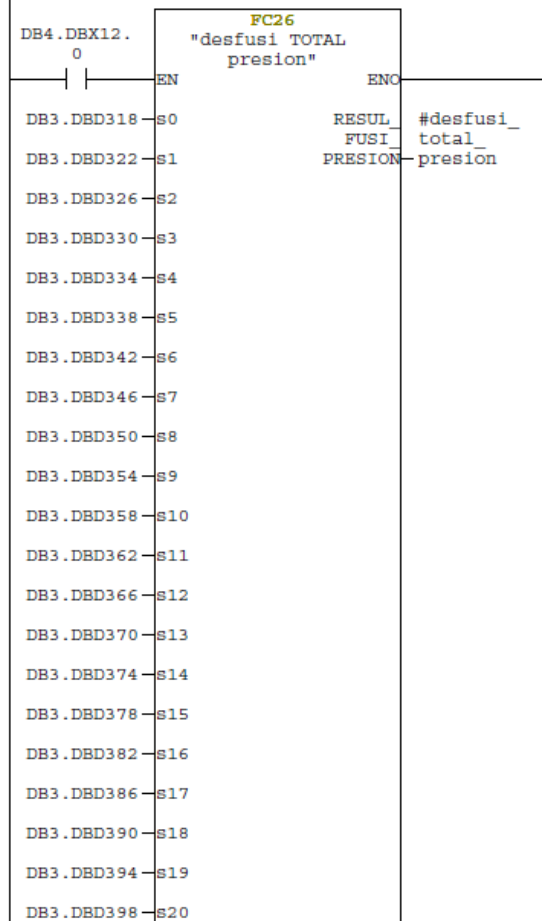 FC26
DB4.DBX12.
0
"desfusi TOTAL
presion"
EN
ENO
DB3.DBD318 s0
RESUL_ #desfusi_
FUSI_ total_
DB3.DBD322 s1
PRESION presion
DB3.DBD326 s2
DB3.DBD330 s3
DB3.DBD334 s4
DB3.DBD338 s5
DB3.DBD342 s6
DB3.DBD346 s7
DB3.DBD350 s8
DB3.DBD354 s9
DB3.DBD358 s10
DB3.DBD362 s11
DB3.DBD366 s12
DB3.DBD370 s13
DB3.DBD374 s14
DB3.DBD378 s15
DB3.DBD382 s16
DB3.DBD386 s17
DB3.DBD390 s18
DB3.DBD394 s19
DB3.DBD398 s20